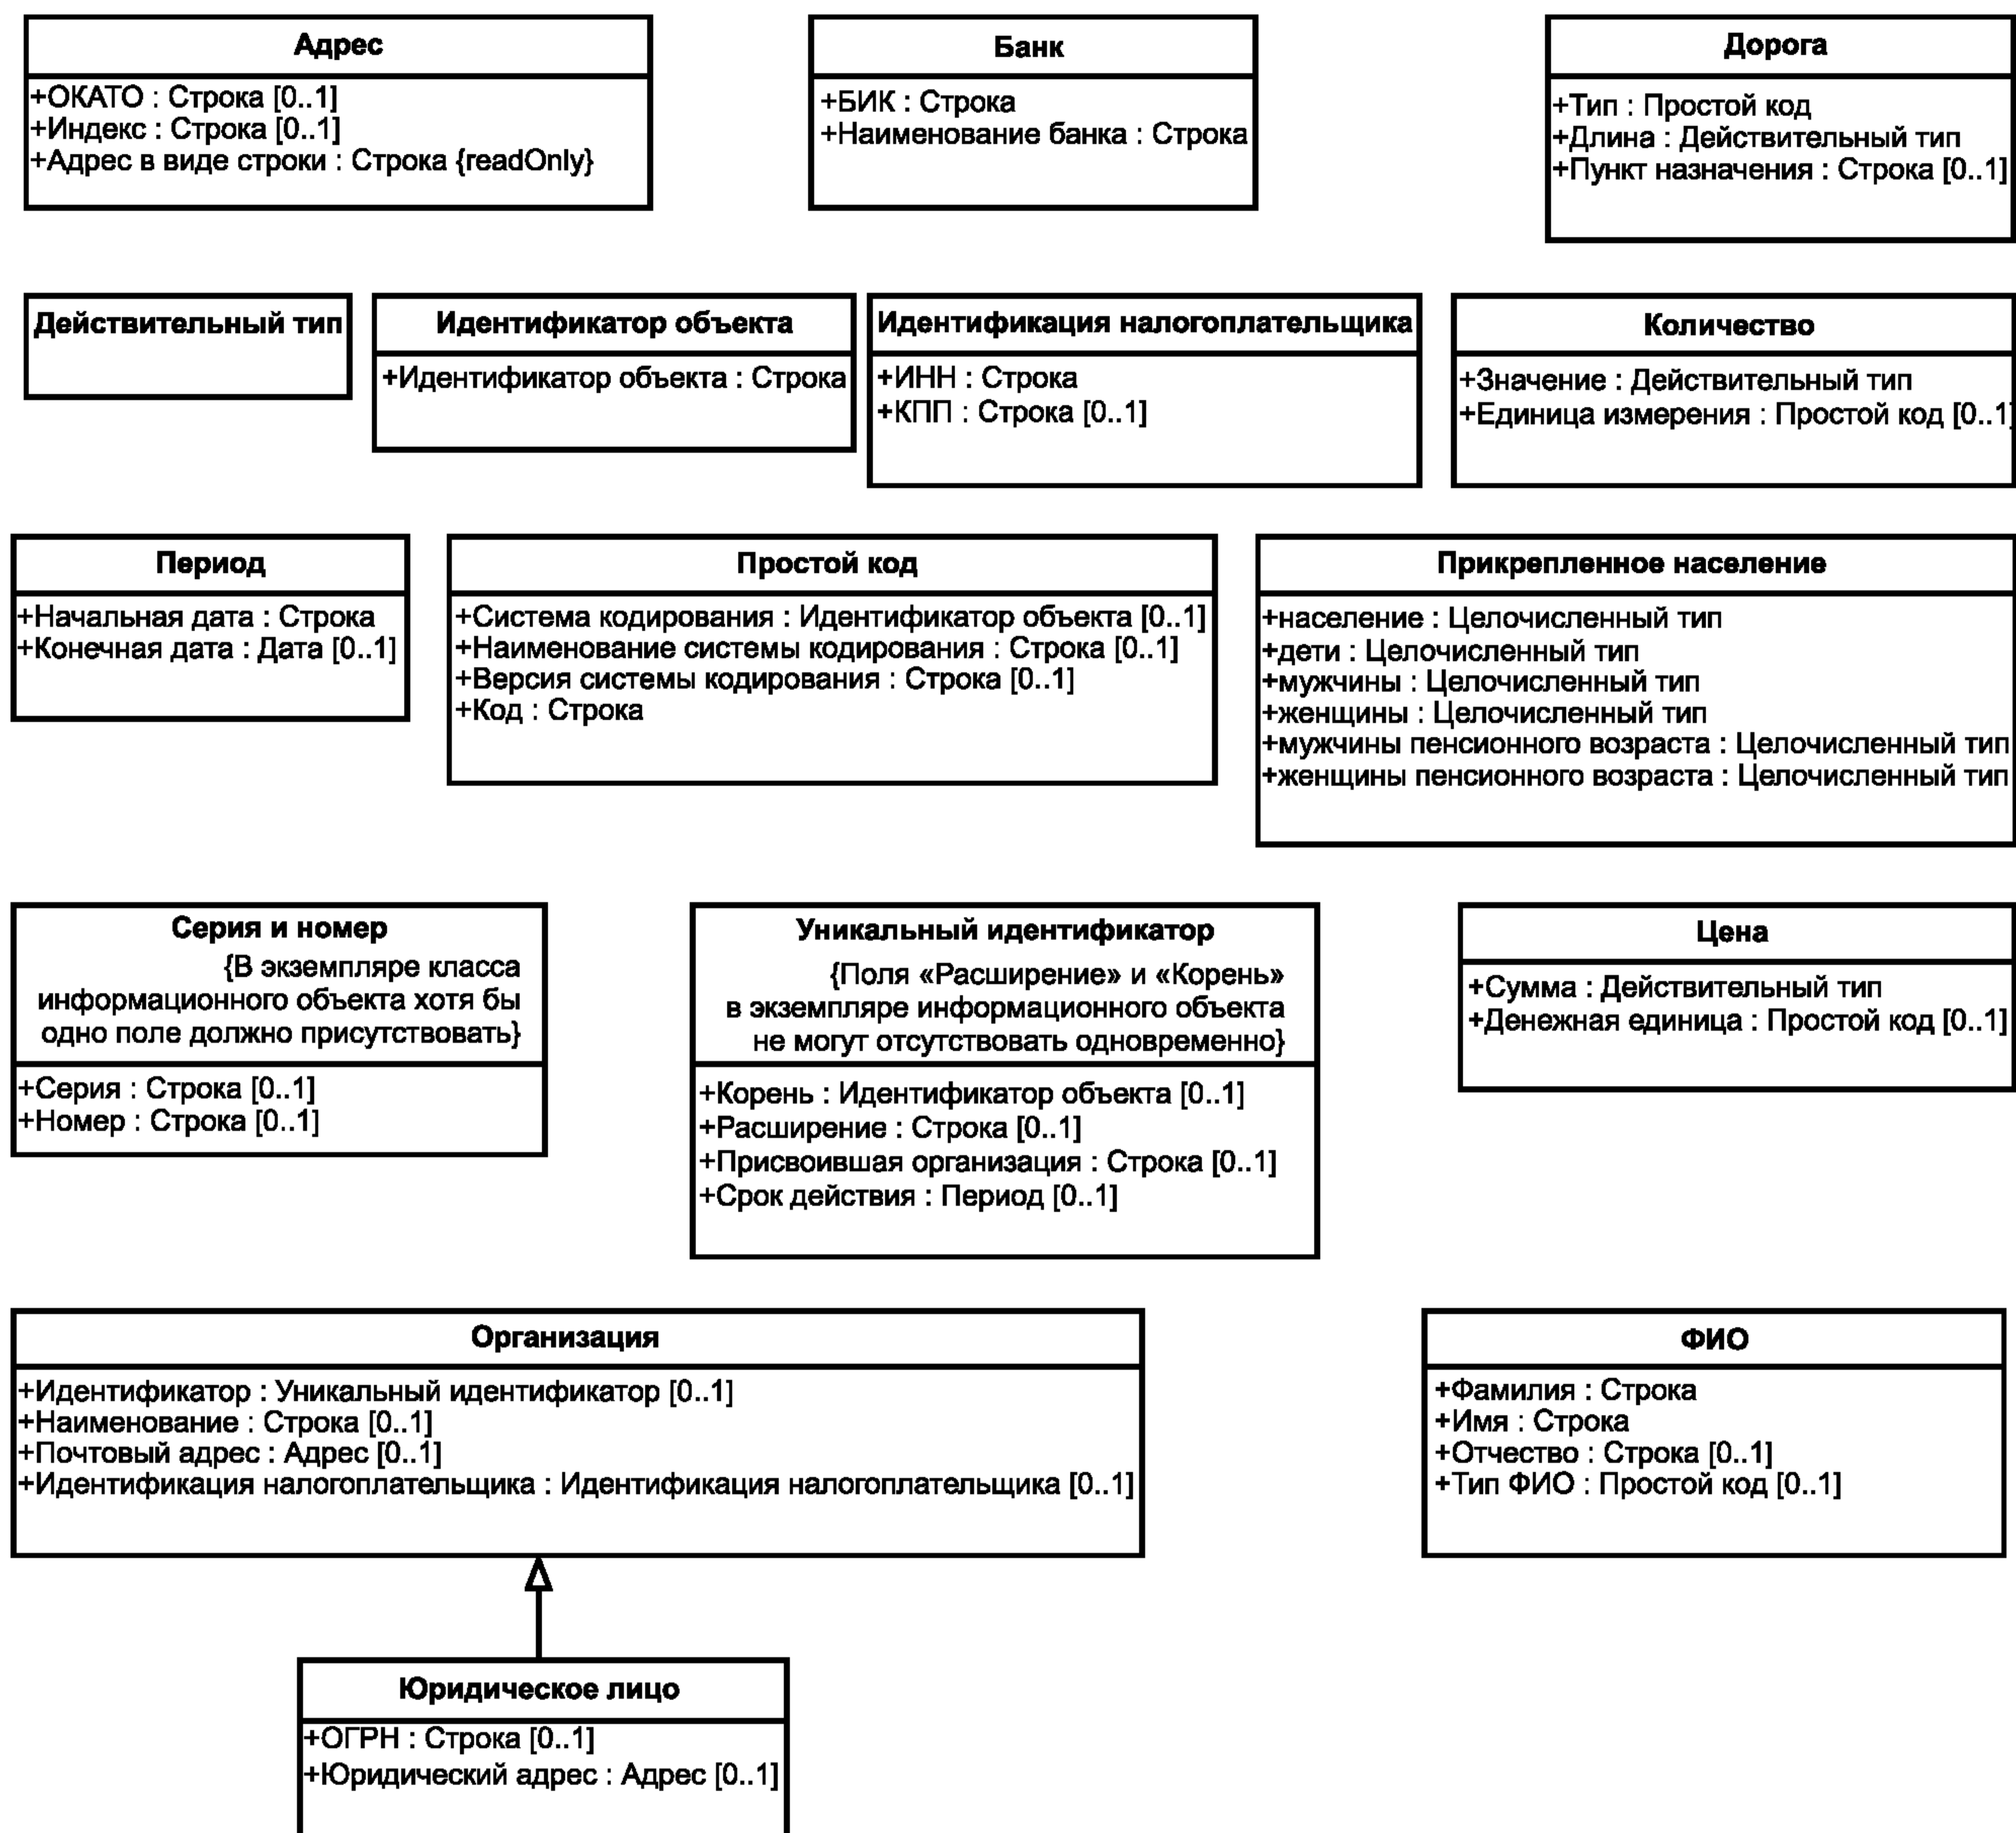 Адрес
+ОКАТО : Строка [0..1]
+Индекс : Строка [0..1]
+Адрес в виде строки : Строка {readOnly}
Банк
+БИК : Строка
+Наименование банка : Строка
Дорога
+Тип : Простой код
+Длина : Действительный тип
+Пункт назначения : Строка [0..1]
Действительный тип
Идентификатор объекта
+Идентификатор объекта : Строка
Идентификация налогоплательщика
+ИНН : Строка
+КПП : Строка [0..1]
Количество
+Значение : Действительный тип
+Единица измерения : Простой код [0..1]
Период
+Начальная дата : Строка
+Конечная дата : Дата [0..1]
Простой код
+Система кодирования : Идентификатор объекта [0..1]
+Наименование системы кодирования : Строка [0..1]
+Версия системы кодирования : Строка [0..1]
+Код : Строка
Прикрепленное население
+население : Целочисленный тип
+дети : Целочисленный тип
+мужчины : Целочисленный тип
+женщины : Целочисленный тип
+мужчины пенсионного возраста : Целочисленный тип
+женщины пенсионного возраста : Целочисленный тип
Серия и номер
{В экземпляре класса
информационного объекта хотя бы
одно поле должно присутствовать}
+Серия : Строка [0..1]
+Номер : Строка [0..1]
Уникальный идентификатор
{Поля «Расширение» и «Корень»
в экземпляре информационного объекта
не могут отсутствовать одновременно}
+Корень : Идентификатор объекта [0..1]
+Расширение : Строка [0..1]
+Присвоившая организация : Строка [0..1]
+Срок действия : Период [0..1]
Цена
+Сумма : Действительный тип
+Денежная единица : Простой код [0..1]
Организация
+Идентификатор : Уникальный идентификатор [0..1]
+Наименование : Строка [0..1]
+Почтовый адрес : Адрес [0..1]
+Идентификация налогоплательщика : Идентификация налогоплательщика [0..1]
ФИО
+Фамилия : Строка
+Имя : Строка
+Отчество : Строка [0..1]
+Тип ФИО : Простой код [0..1]
Юридическое лицо
+ОГРН : Строка [0..1]
+Юридический адрес : Адрес [0..1]